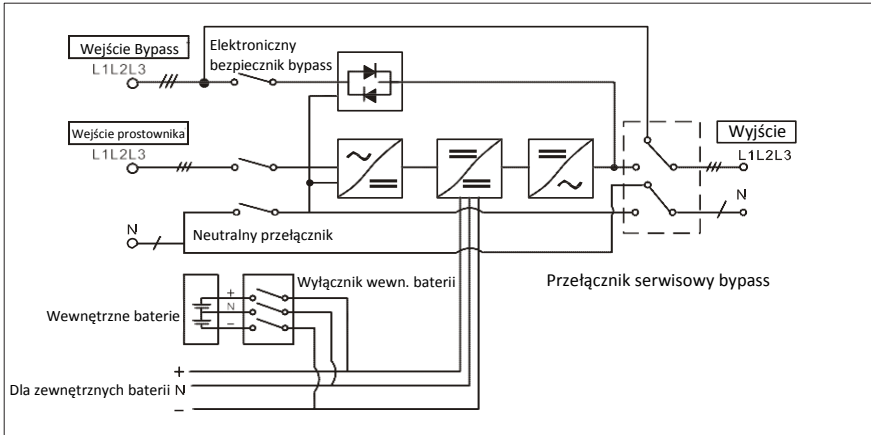 Wejście Bypass
L1L2L3
Elektroniczny
bezpiecznik bypass
Wejście prostownika
L1L2L3
Wyjście
L1L2L3
N
N
Neutralny przełącznik
Przełącznik serwisowy bypass
Wyłącznik wewn. baterii
Wewnętrzne baterie
+
N
−
+
Dla zewnętrznych baterii N
−